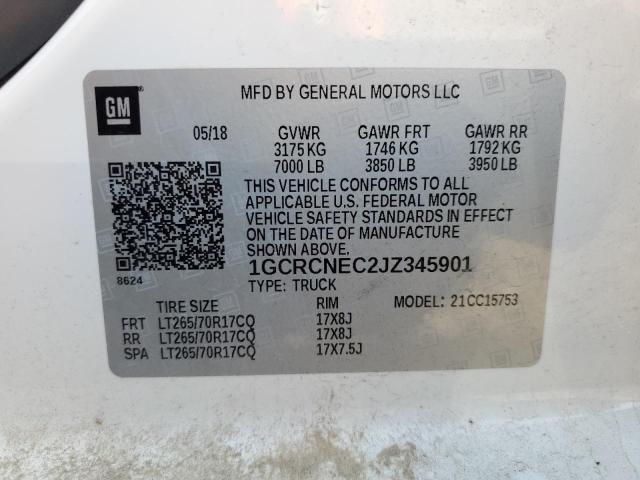 GM
MFD BY GENERAL MOTORS LLC
05/18 GVWR GAWR FRT GAWR RR
3175 KG 1746 KG 1792 KG
7000 LB 3850 LB 3950 LB
THIS VEHICLE CONFORMS TO ALL
APPLICABLE U.S. FEDERAL MOTOR
VEHICLE SAFETY STANDARDS IN EFFECT
ON THE DATE OF MANUFACTURE
SHOWN ABOVE.
1GCRCNEC2JZ345901
8624
TYPE: TRUCK
TIRE SIZE RIM MODEL: 21CC15753
FRT LT265/70R17CQ 17X8J
RR LT265/70R17CQ 17X8J
SPA LT265/70R17CQ 17X7.5J